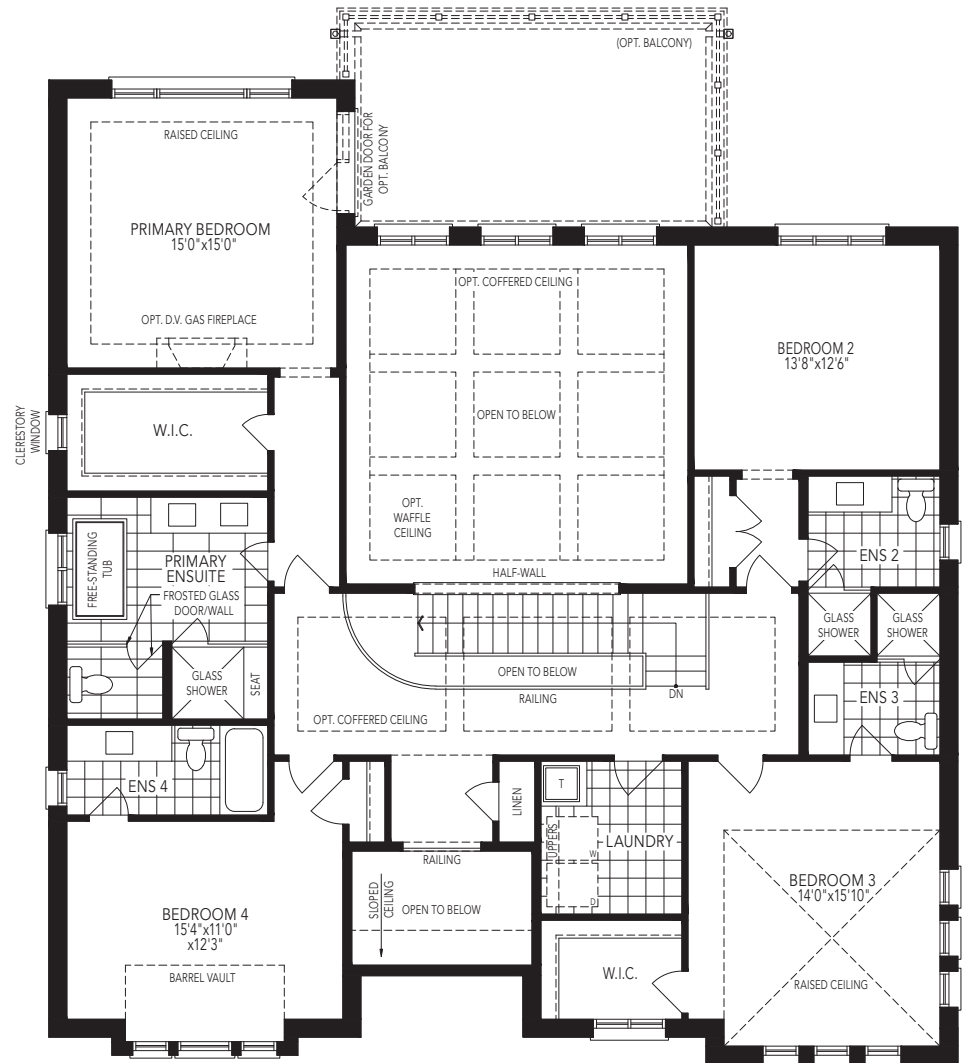 (OPT. BALCONY)
RAISED CEILING
GARDEN DOOR FOR
OPT. BALCONY
PRIMARY BEDROOM
15'0"x15'0"
OPT. D.V. GAS FIREPLACE
OPT. COFFERED CEILING
BEDROOM 2
13'8"x12'6"
CLERESTORY
WINDOW
W.I.C.
OPEN TO BELOW
OPT.
WAFFLE
CEILING
FREE-STANDING
TUB
PRIMARY
ENSUITE
FROSTED GLASS
DOOR/WALL
HALF-WALL
ENS 2
GLASS
SHOWER
GLASS
SHOWER
GLASS
SHOWER
SEAT
OPEN TO BELOW
DN
RAILING
OPT. COFFERED CEILING
ENS 3
ENS 4
LINEN
T
UPPERS
W
D
LAUNDRY
RAILING
SLOPED
CEILING
OPEN TO BELOW
BEDROOM 3
14'0"x15'10"
BEDROOM 4
15'4"x11'0"
x12'3"
BARREL VAULT
W.I.C.
RAISED CEILING